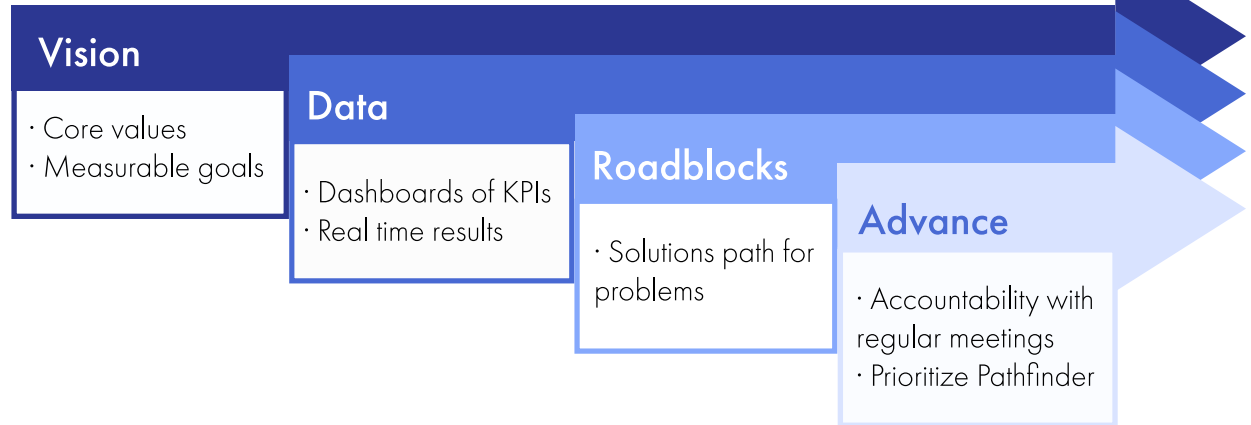 Vision
· Core values
· Measurable goals
Data
· Dashboards of KPIs
· Real time results
Roadblocks
· Solutions path for
problems
Advance
· Accountability with
regular meetings
· Prioritize Pathfinder